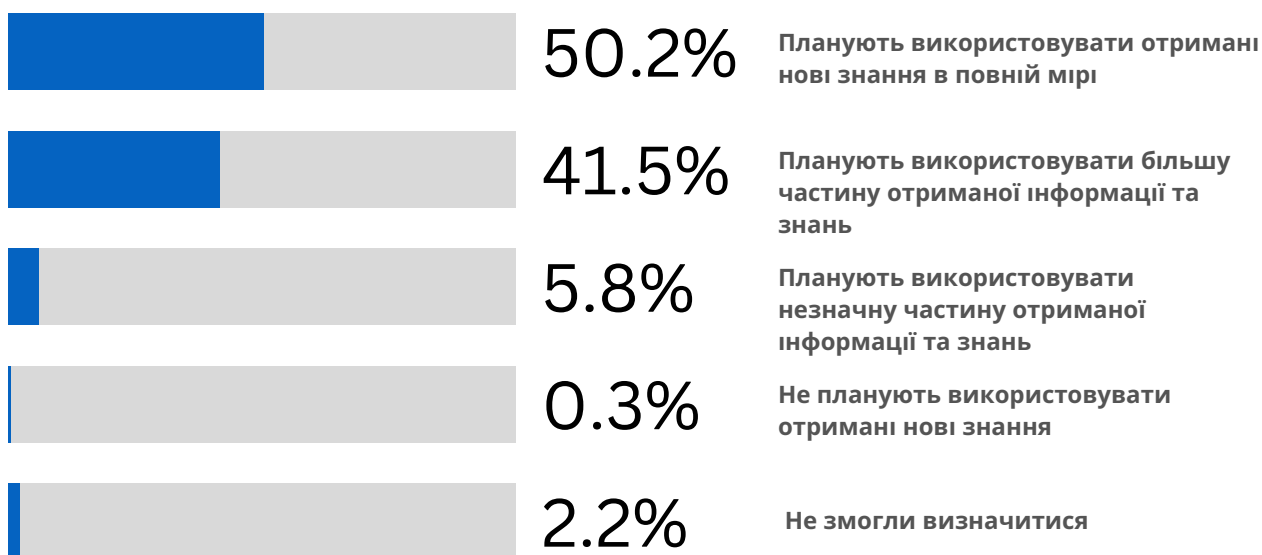 50.2%
Планують використовувати отримані
нові знання в повній мірі
41.5%
Планують використовувати більшу
частину отриманої інформації та
знань
5.8%
Планують використовувати
незначну частину отриманої
інформації та знань
0.3%
Не планують використовувати
отримані нові знання
2.2%
Не змогли визначитися